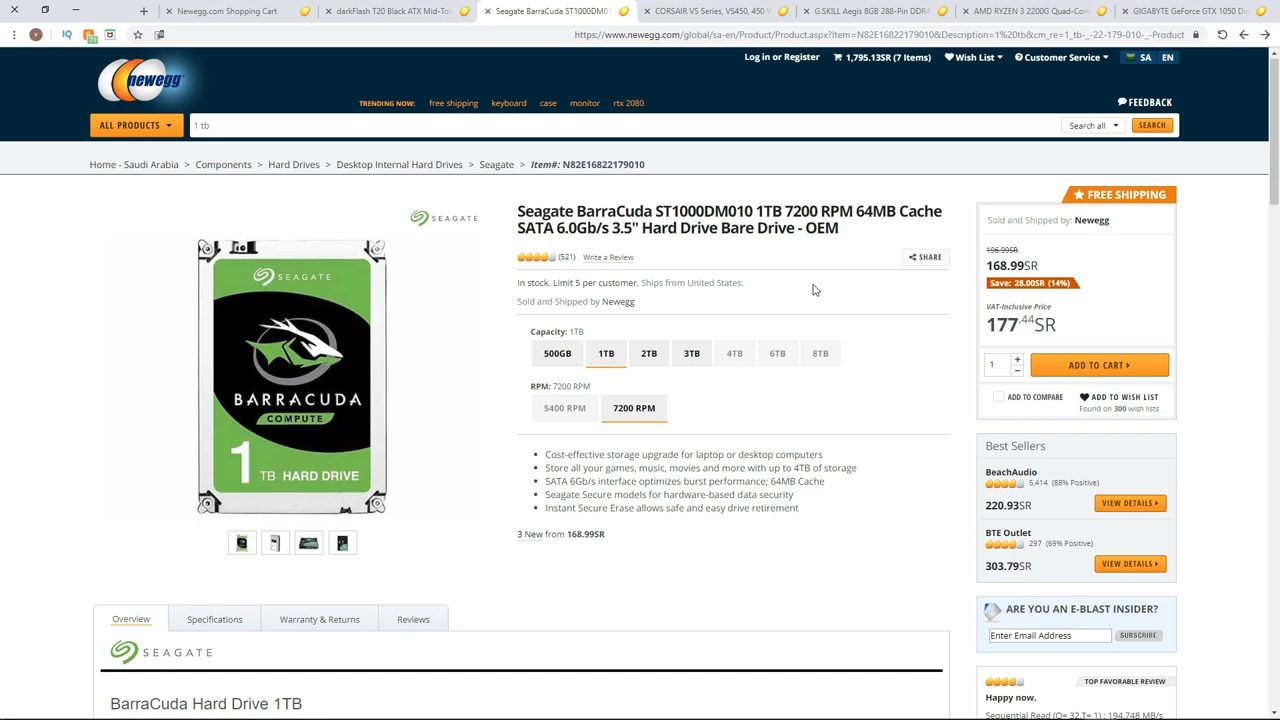 Newegg.com Shopping Cart
darkFlash T20 Black ATX Mid-To
Seagate BarraCuda ST1000DM01
CORSAIR VS Series, VS450, 450 W
G.SKILL Aegis 8GB 288-Pin DDR4
AMD RYZEN 3 2200G Quad-Core
GIGABYTE GeForce GTX 1050 D
https://www.newegg.com/global/sa-en/Product/Product.aspx?Item=N82E16822179010&Description=1%20tb&cm_re=1_tb-_-22-179-010-_-Product
newegg
Log in or Register
1,795.13SR (7 Items)
Wish List
Customer Service
SA EN
TRENDING NOW: free shipping keyboard case monitor rtx 2080
FEEDBACK
ALL PRODUCTS
1 tb
Search all
SEARCH
Home - Saudi Arabia > Components > Hard Drives > Desktop Internal Hard Drives > Seagate > Item#: N82E16822179010
SEAGATE
SEAGATE
BARRACUDA
COMPUTE
1 TB HARD DRIVE
Seagate BarraCuda ST1000DM010 1TB 7200 RPM 64MB Cache
SATA 6.0Gb/s 3.5" Hard Drive Bare Drive - OEM
(521) Write a Review
SHARE
In stock. Limit 5 per customer. Ships from United States.
Sold and Shipped by Newegg
Capacity: 1TB
500GB 1TB 2TB 3TB 4TB 6TB 8TB
RPM: 7200 RPM
5400 RPM 7200 RPM
Cost-effective storage upgrade for laptop or desktop computers
Store all your games, music, movies and more with up to 4TB of storage
SATA 6Gb/s interface optimizes burst performance; 64MB Cache
Seagate Secure models for hardware-based data security
Instant Secure Erase allows safe and easy drive retirement
3 New from 168.99SR
FREE SHIPPING
Sold and Shipped by: Newegg
196.99SR
168.99SR
Save: 28.00SR (14%)
VAT-Inclusive Price
177.44SR
1
ADD TO CART
ADD TO COMPARE
ADD TO WISH LIST
Found on 300 wish lists
Best Sellers
BeachAudio
5,414 (88% Positive)
220.93SR
VIEW DETAILS
BTE Outlet
297 (69% Positive)
303.79SR
VIEW DETAILS
ARE YOU AN E-BLAST INSIDER?
Enter Email Address
SUBSCRIBE
TOP FAVORABLE REVIEW
Happy now.
Sequential Read (Q= 32,T= 1) : 194.748 MB/s
Overview
Specifications
Warranty & Returns
Reviews
SEAGATE
BarraCuda Hard Drive 1TB